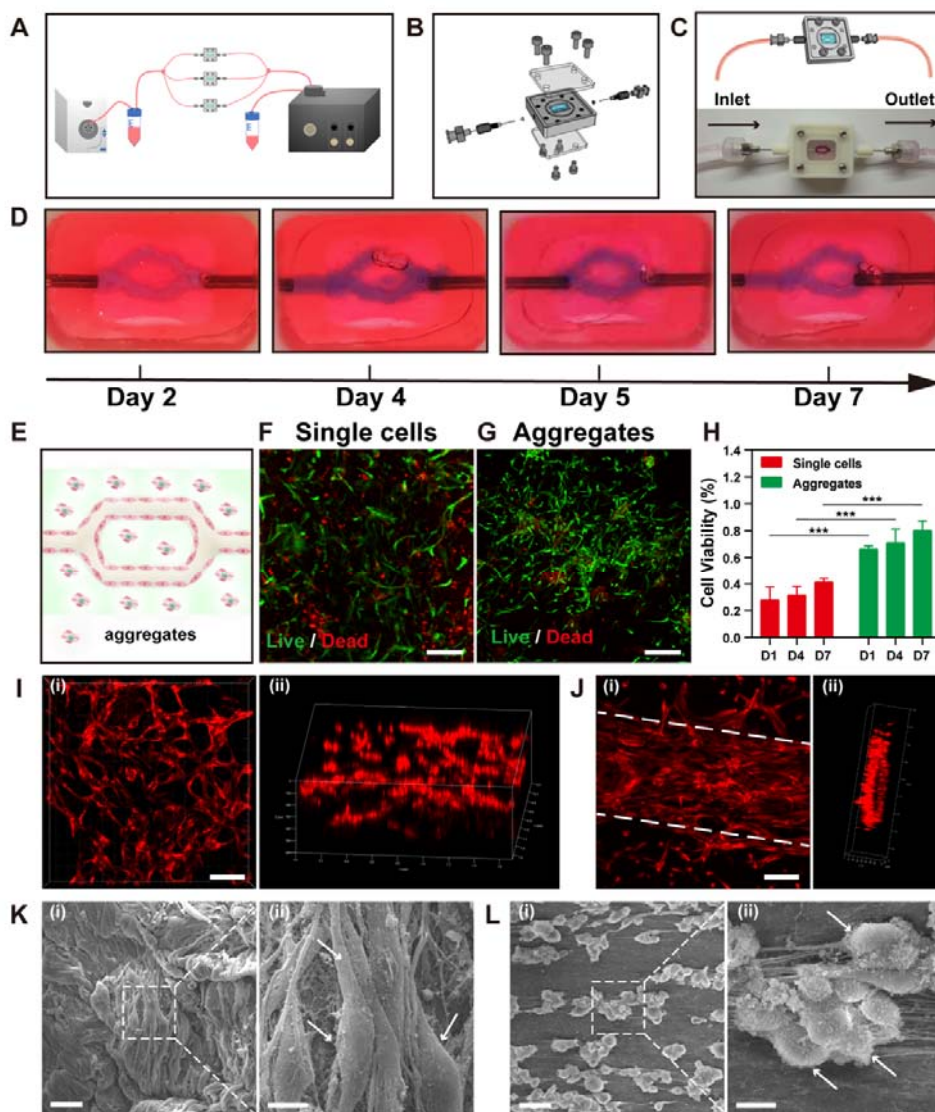 A
B
C
Inlet
Outlet
D
Day 2
Day 4
Day 5
Day 7
E
aggregates
F Single cells
Live / Dead
G Aggregates
Live / Dead
H
Cell Viability (%)
1.4
1.2
1.0
0.8
0.6
0.4
0.2
0.0
Single cells
Aggregates
***
***
***
D1 D4 D7 D1 D4 D7
I
(i)
(ii)
J
(i)
(ii)
K
(i)
(ii)
L
(i)
(ii)